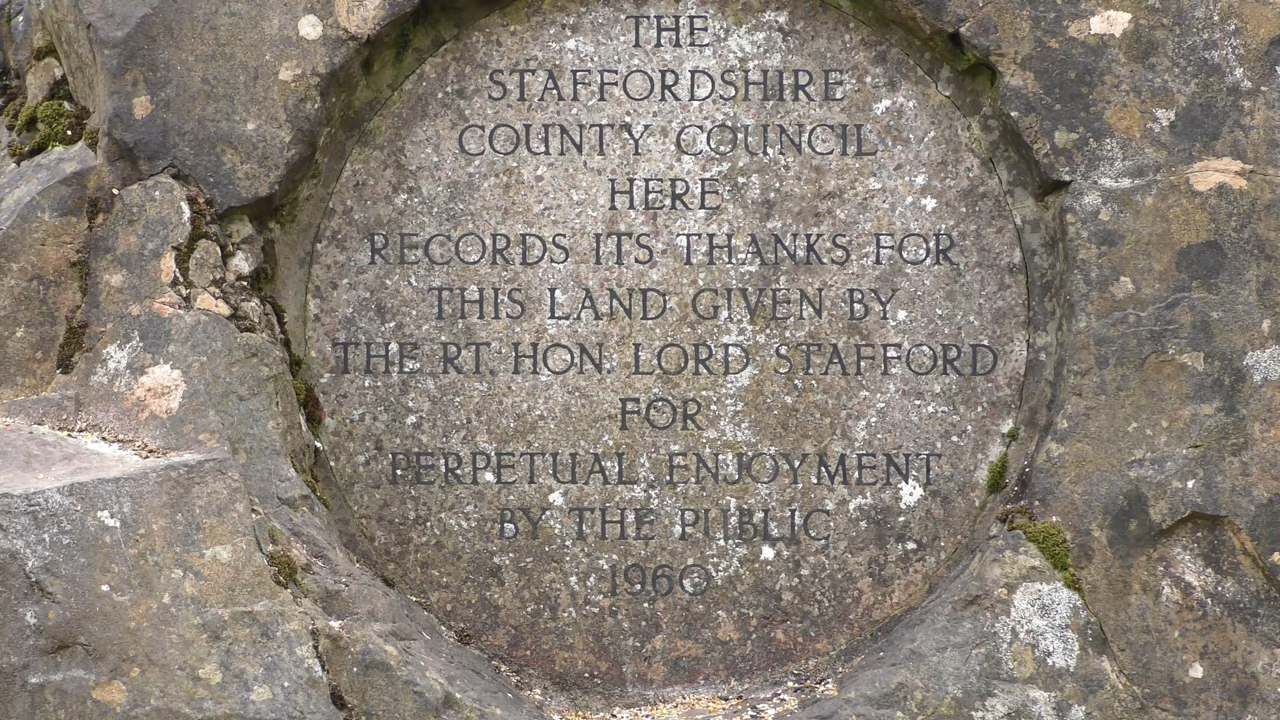 THE
STAFFORDSHIRE
COUNTY COUNCIL
HERE
RECORDS ITS THANKS FOR
THIS LAND GIVEN BY
THE RT. HON. LORD STAFFORD
FOR
PERPETUAL ENJOYMENT
BY THE PUBLIC
1960